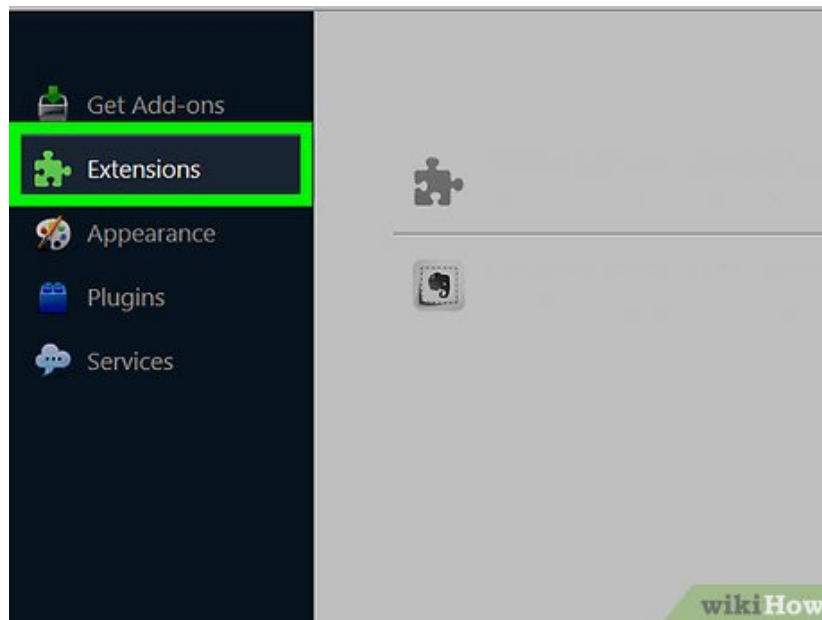 Get Add-ons
Extensions
Appearance
Plugins
Services
wikiHow